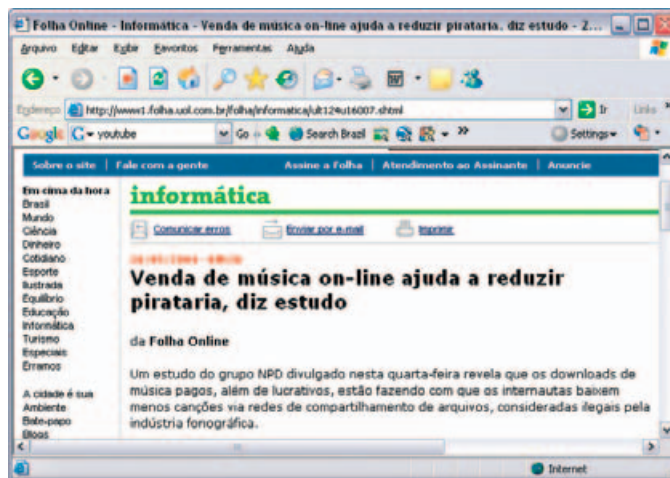 Folha Online - Informática - Venda de música on-line ajuda a reduzir pirataria, diz estudo - 2...
Arquivo Editar Exibir Favoritos Ferramentas Ajuda
Endereço http://www1.folha.uol.com.br/folha/informatica/ult124u16007.shtml Ir Links »
Google G youtube Go Search Brazil » Settings
Sobre o site | Fale com a gente Assine a Folha | Atendimento ao Assinante | Anuncie
Em cima da hora
Brasil
Mundo
Ciência
Dinheiro
Cotidiano
Esporte
Ilustrada
Equilíbrio
Educação
Informática
Turismo
Especiais
Erramos
A cidade é sua
Ambiente
Bate-papo
Blogs
informática
Comunicar erros Enviar por e-mail Imprimir
Venda de música on-line ajuda a reduzir
pirataria, diz estudo
da Folha Online
Um estudo do grupo NPD divulgado nesta quarta-feira revela que os downloads de
música pagos, além de lucrativos, estão fazendo com que os internautas baixem
menos canções via redes de compartilhamento de arquivos, consideradas ilegais pela
indústria fonográfica.
Internet